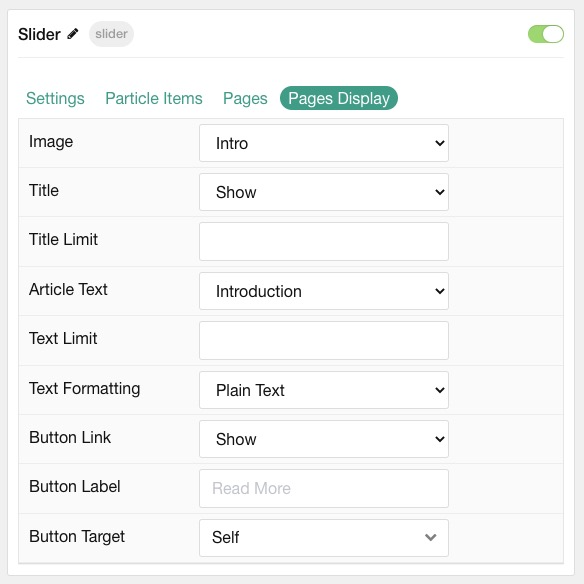 Slider slider
Settings Particle Items Pages Pages Display
Image Intro
Title Show
Title Limit
Article Text Introduction
Text Limit
Text Formatting Plain Text
Button Link Show
Button Label Read More
Button Target Self